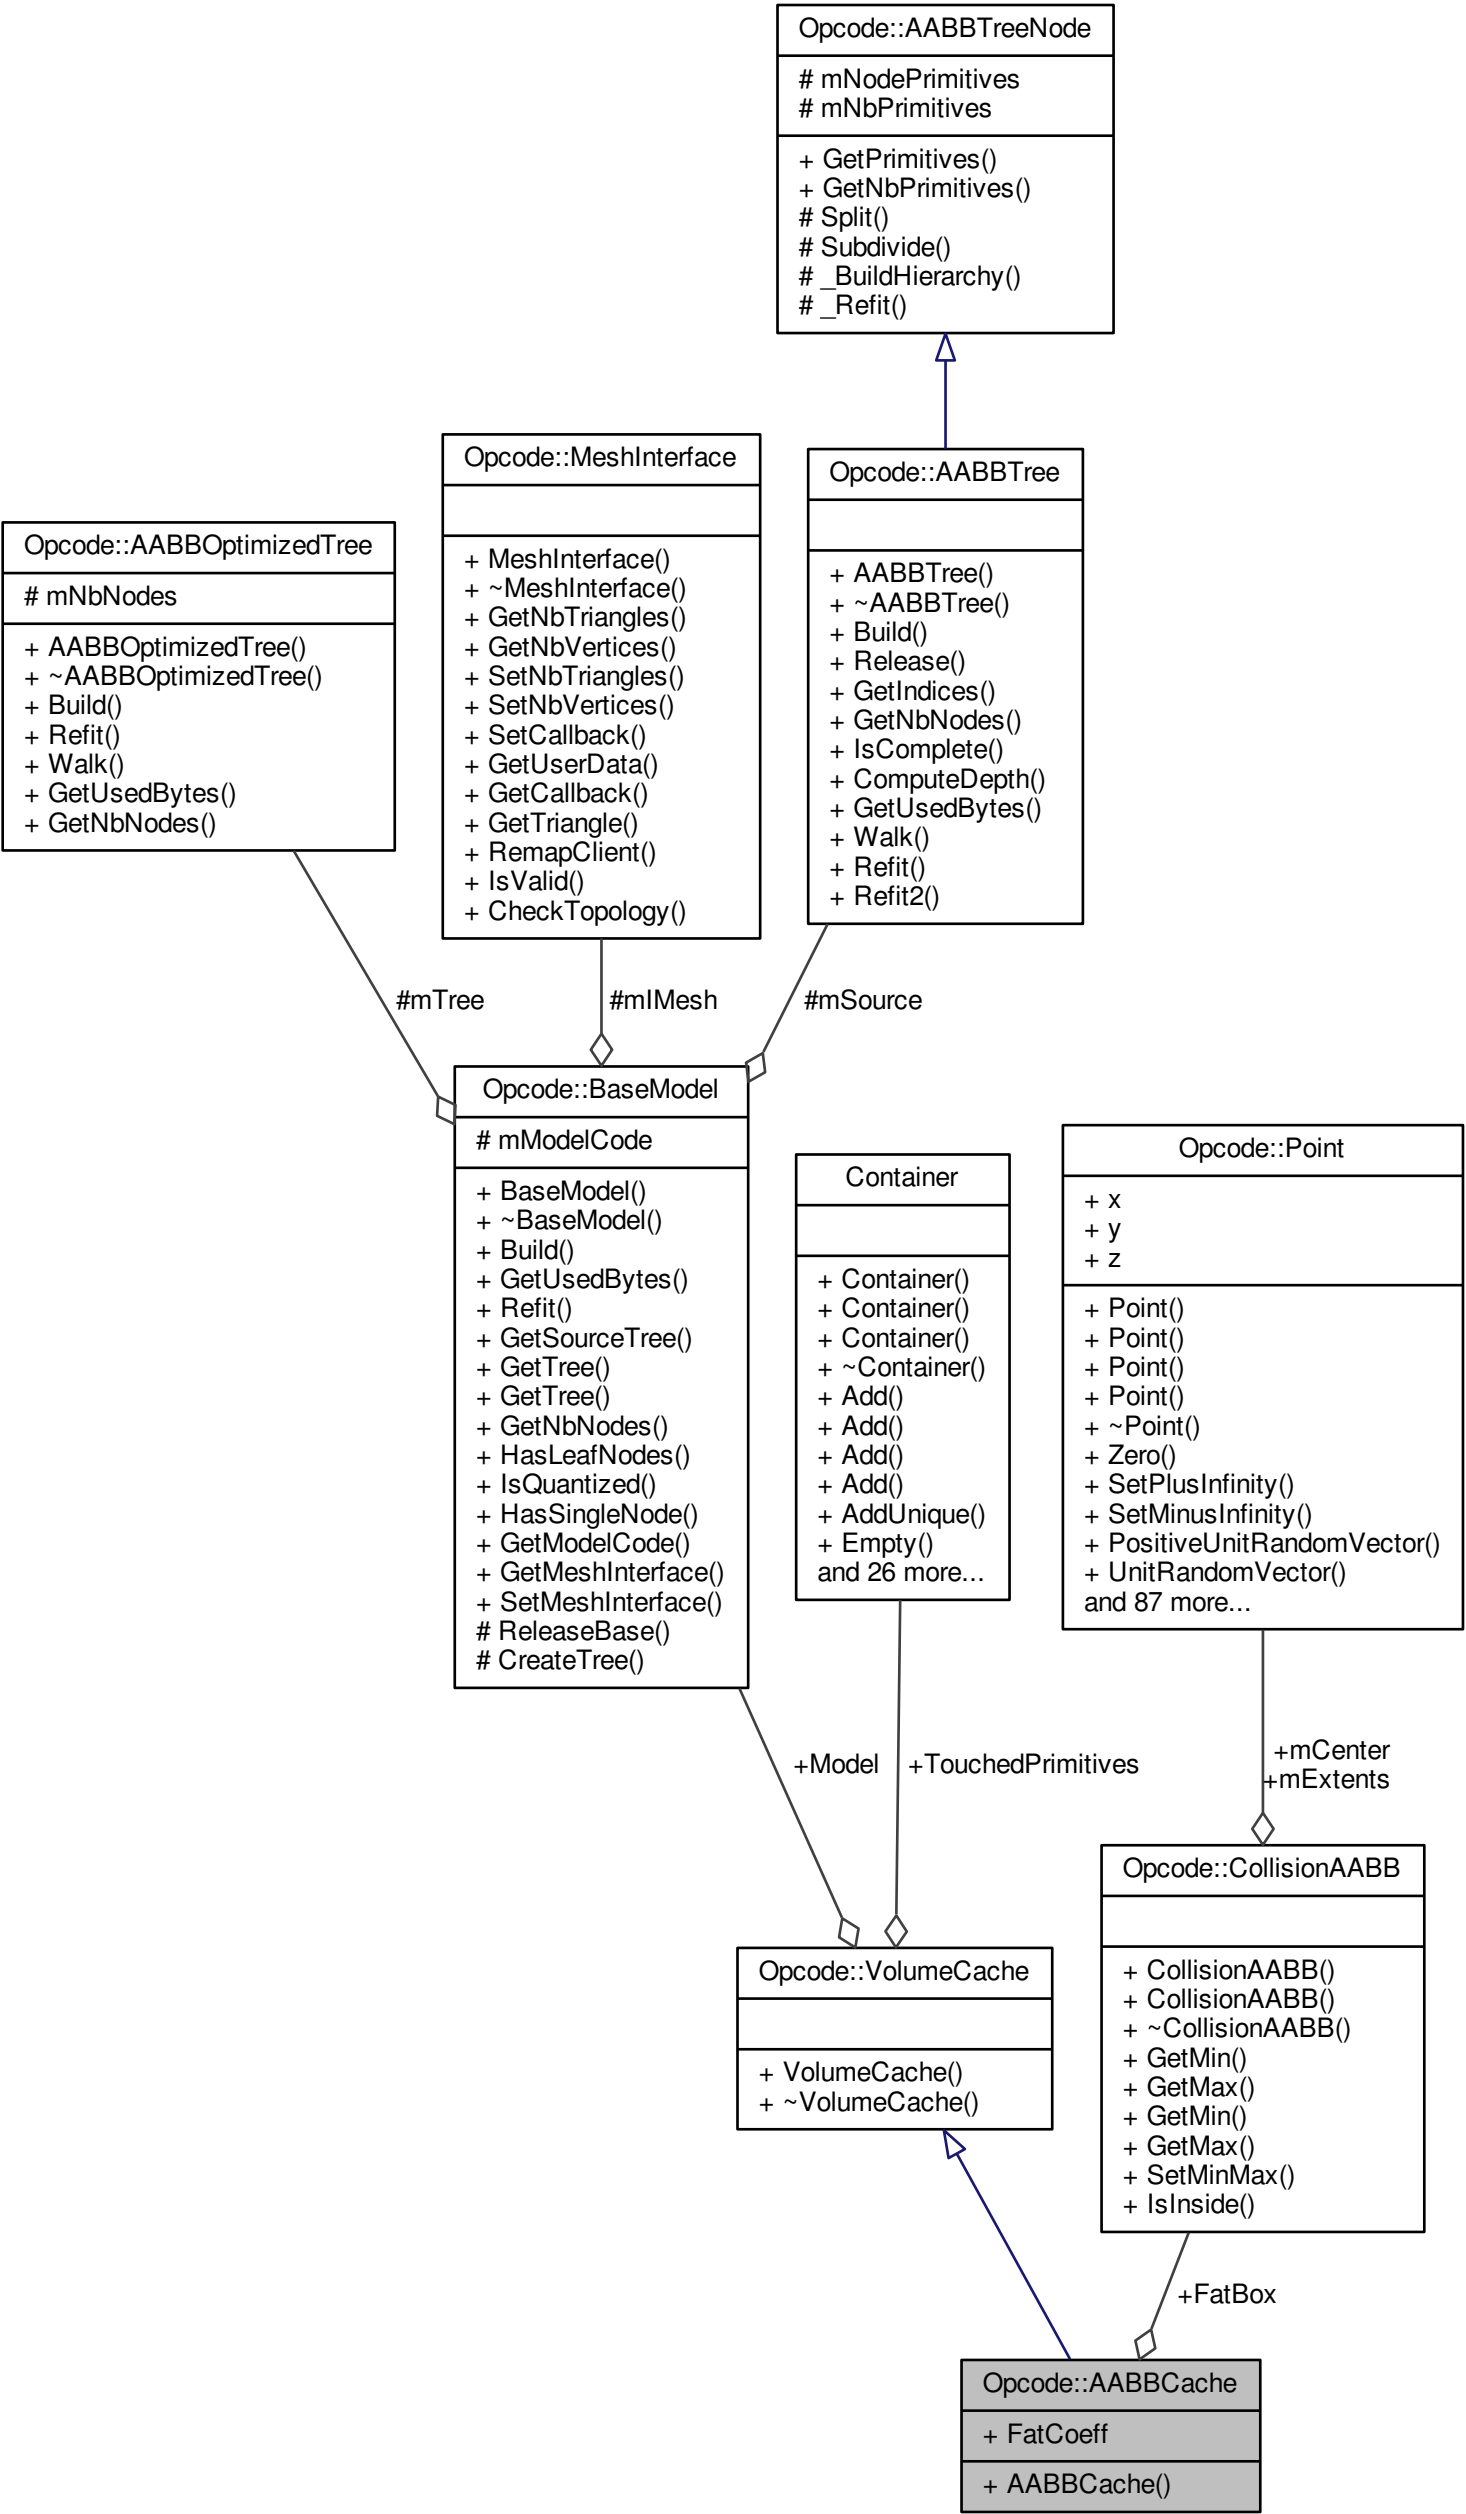 Opcode::AABBTreeNode
# mNodePrimitives
# mNbPrimitives
+ GetPrimitives()
+ GetNbPrimitives()
# Split()
# Subdivide()
# _BuildHierarchy()
# _Refit()
Opcode::AABBOptimizedTree
# mNbNodes
+ AABBOptimizedTree()
+ ~AABBOptimizedTree()
+ Build()
+ Refit()
+ Walk()
+ GetUsedBytes()
+ GetNbNodes()
Opcode::MeshInterface
+ MeshInterface()
+ ~MeshInterface()
+ GetNbTriangles()
+ GetNbVertices()
+ SetNbTriangles()
+ SetNbVertices()
+ SetCallback()
+ GetUserData()
+ GetCallback()
+ GetTriangle()
+ RemapClient()
+ IsValid()
+ CheckTopology()
Opcode::AABBTree
+ AABBTree()
+ ~AABBTree()
+ Build()
+ Release()
+ GetIndices()
+ GetNbNodes()
+ IsComplete()
+ ComputeDepth()
+ GetUsedBytes()
+ Walk()
+ Refit()
+ Refit2()
#mTree
#mIMesh
#mSource
Opcode::BaseModel
# mModelCode
+ BaseModel()
+ ~BaseModel()
+ Build()
+ GetUsedBytes()
+ Refit()
+ GetSourceTree()
+ GetTree()
+ GetTree()
+ GetNbNodes()
+ HasLeafNodes()
+ IsQuantized()
+ HasSingleNode()
+ GetModelCode()
+ GetMeshInterface()
+ SetMeshInterface()
# ReleaseBase()
# CreateTree()
Container
+ Container()
+ Container()
+ Container()
+ ~Container()
+ Add()
+ Add()
+ Add()
+ Add()
+ AddUnique()
+ Empty()
and 26 more...
Opcode::Point
+ x
+ y
+ z
+ Point()
+ Point()
+ Point()
+ Point()
+ ~Point()
+ Zero()
+ SetPlusInfinity()
+ SetMinusInfinity()
+ PositiveUnitRandomVector()
+ UnitRandomVector()
and 87 more...
+Model
+TouchedPrimitives
+mCenter
+mExtents
Opcode::VolumeCache
+ VolumeCache()
+ ~VolumeCache()
Opcode::CollisionAABB
+ CollisionAABB()
+ CollisionAABB()
+ ~CollisionAABB()
+ GetMin()
+ GetMax()
+ GetMin()
+ GetMax()
+ SetMinMax()
+ IsInside()
+FatBox
Opcode::AABBCache
+ FatCoeff
+ AABBCache()